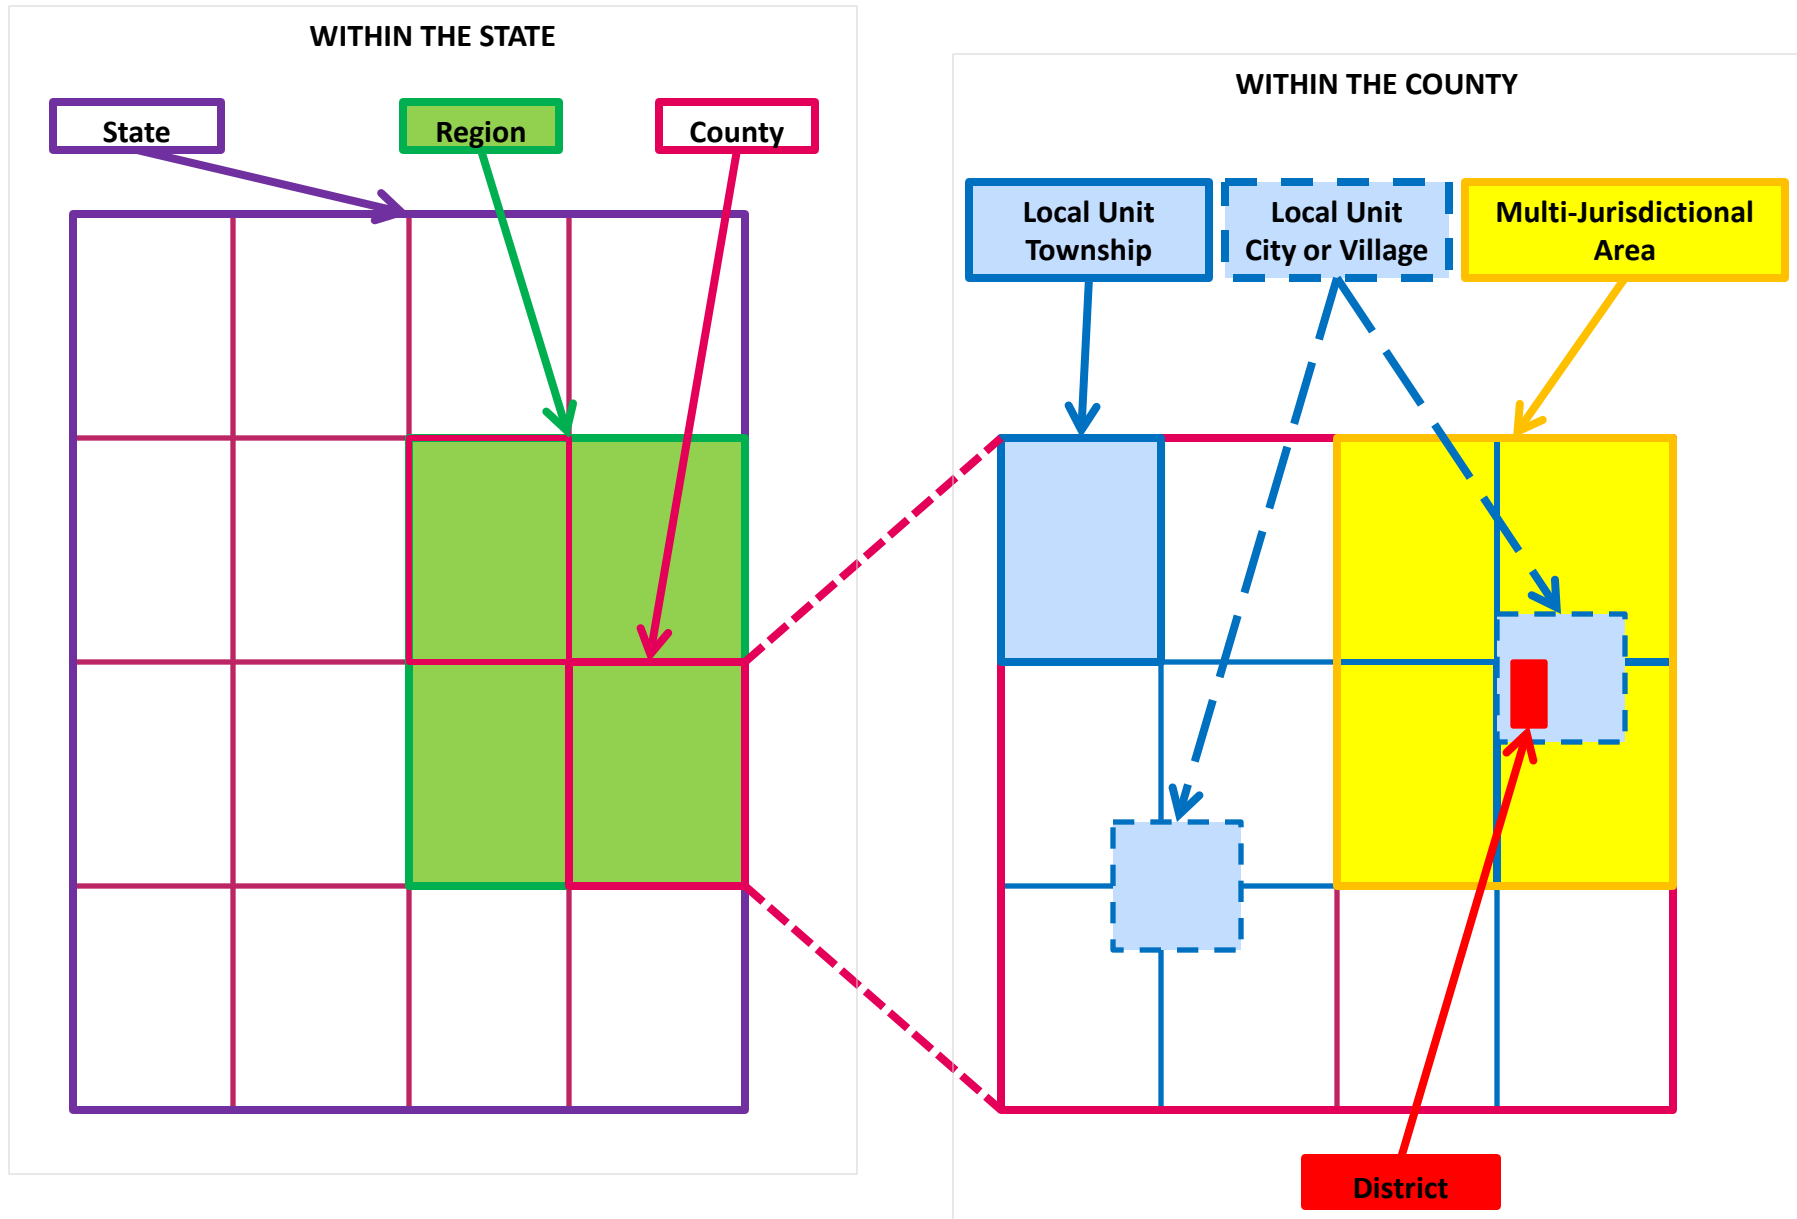 WITHIN THE STATE
State
Region
County
WITHIN THE COUNTY
Local Unit
Township
Local Unit
City or Village
Multi-Jurisdictional
Area
District